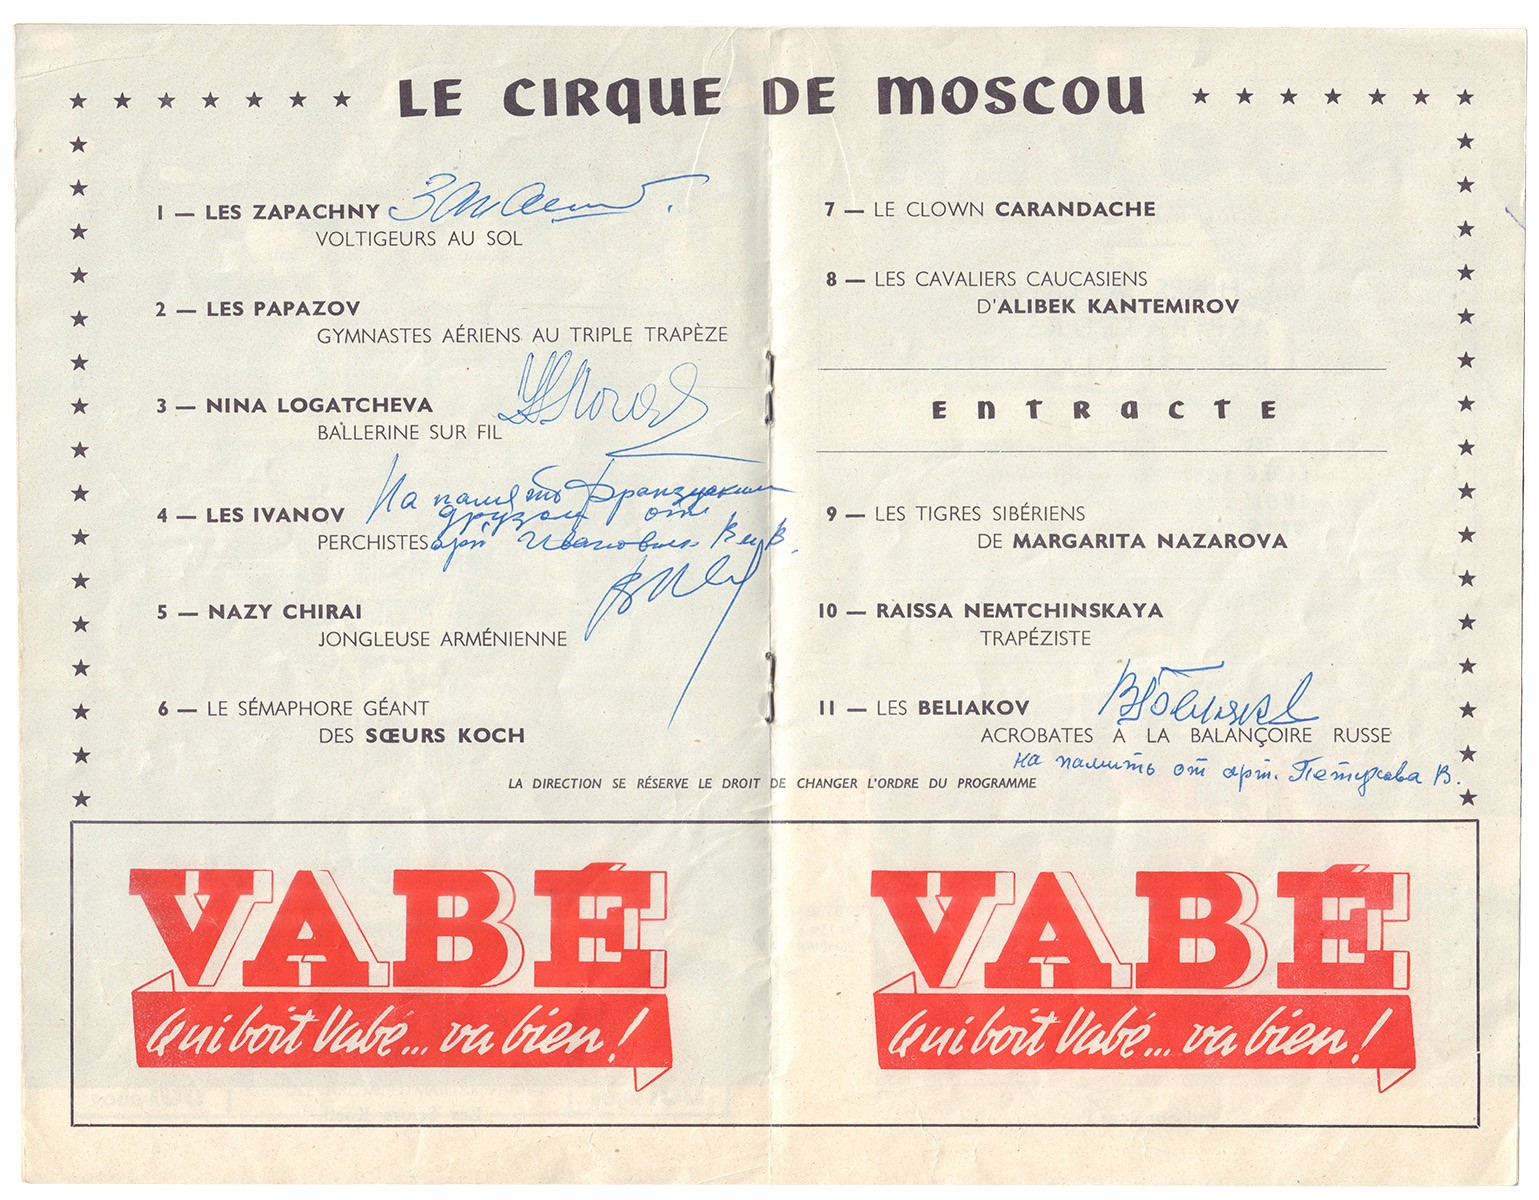 LE CIRQUE DE MOSCOU
1 — LES ZAPACHNY
VOLTIGEURS AU SOL
2 — LES PAPAZOV
GYMNASTES AÉRIENS AU TRIPLE TRAPÈZE
3 — NINA LOGATCHEVA
BALLERINE SUR FIL
4 — LES IVANOV
На память французским
друзьям от
PERCHISTES
арт.
5 — NAZY CHIRAI
JONGLEUSE ARMÉNIENNE
6 — LE SÉMAPHORE GÉANT
DES SŒURS KOCH
7 — LE CLOWN CARANDACHE
8 — LES CAVALIERS CAUCASIENS
D'ALIBEK KANTEMIROV
ENTRACTE
9 — LES TIGRES SIBÉRIENS
DE MARGARITA NAZAROVA
10 — RAISSA NEMTCHINSKAYA
TRAPÉZISTE
11 — LES BELIAKOV
ACROBATES A LA BALANÇOIRE RUSSE
на память от арт. Петухова В.
LA DIRECTION SE RÉSERVE LE DROIT DE CHANGER L'ORDRE DU PROGRAMME
VABÉ
Qui boit Vabé... va bien !
VABÉ
Qui boit Vabé... va bien !